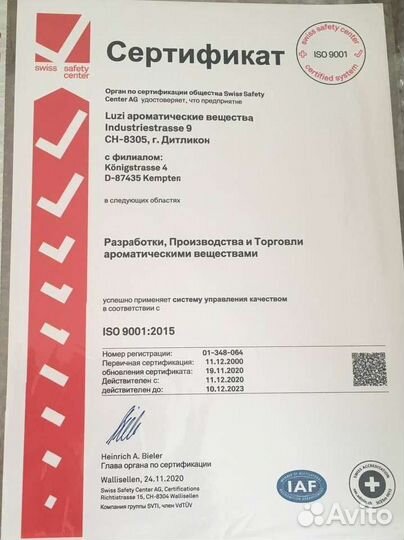 swiss safety
center
Сертификат
swiss safety center
ISO 9001
certified system
Орган по сертификации общества Swiss Safety
Center AG удостоверяет, что предприятие
Luzi ароматические вещества
Industriestrasse 9
CH-8305, г. Дитликон
с филиалом:
Königstrasse 4
D-87435 Kempten
в следующих областях
Разработки, Производства и Торговли
ароматическими веществами
успешно применяет систему управления качеством
в соответствии с
ISO 9001:2015
Номер регистрации: 01-348-064
Первичная сертификация: 11.12.2000
обновления сертификата: 19.11.2020
Действителен с: 11.12.2020
Действителен до: 10.12.2023
Heinrich A. Bieler
Глава органа по сертификации
Wallisellen, 24.11.2020
Swiss Safety Center AG, Certifications
Richtistrasse 15, CH-8304 Wallisellen
Компания группы SVTI, член VdTÜV
IAF
Avito